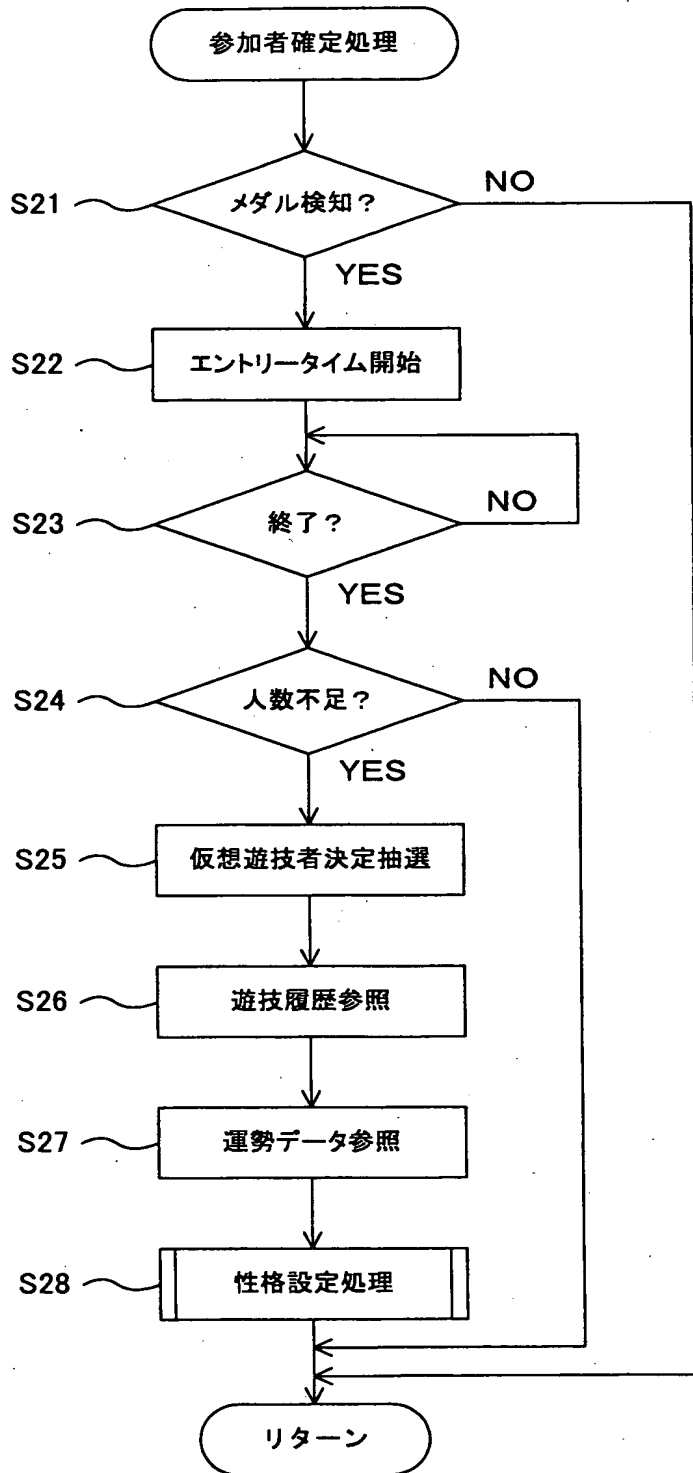 参加者確定処理
S21
メダル検知？
NO
YES
S22
エントリータイム開始
S23
終了？
NO
YES
S24
人数不足？
NO
YES
S25
仮想遊技者決定抽選
S26
遊技履歴参照
S27
運勢データ参照
S28
性格設定処理
リターン